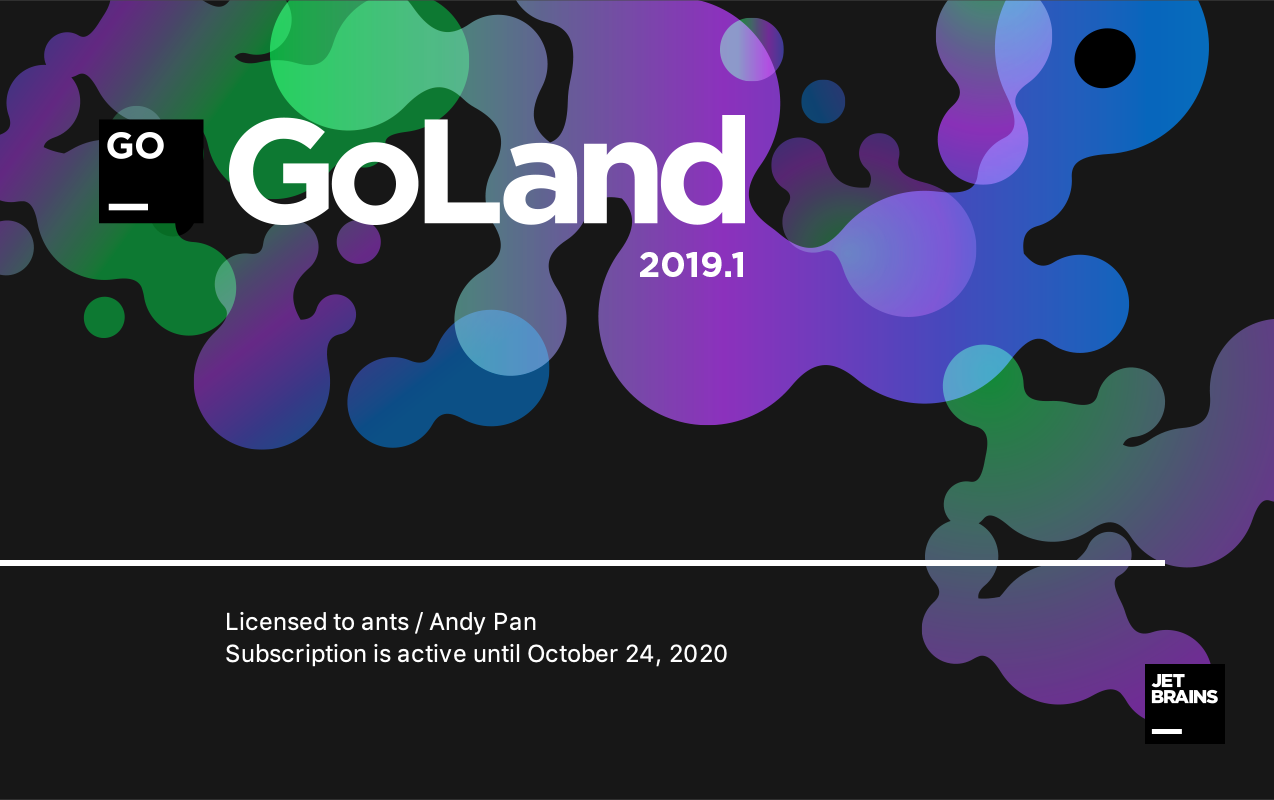 GO
GoLand
2019.1
Licensed to ants / Andy Pan
Subscription is active until October 24, 2020
JET
BRAINS